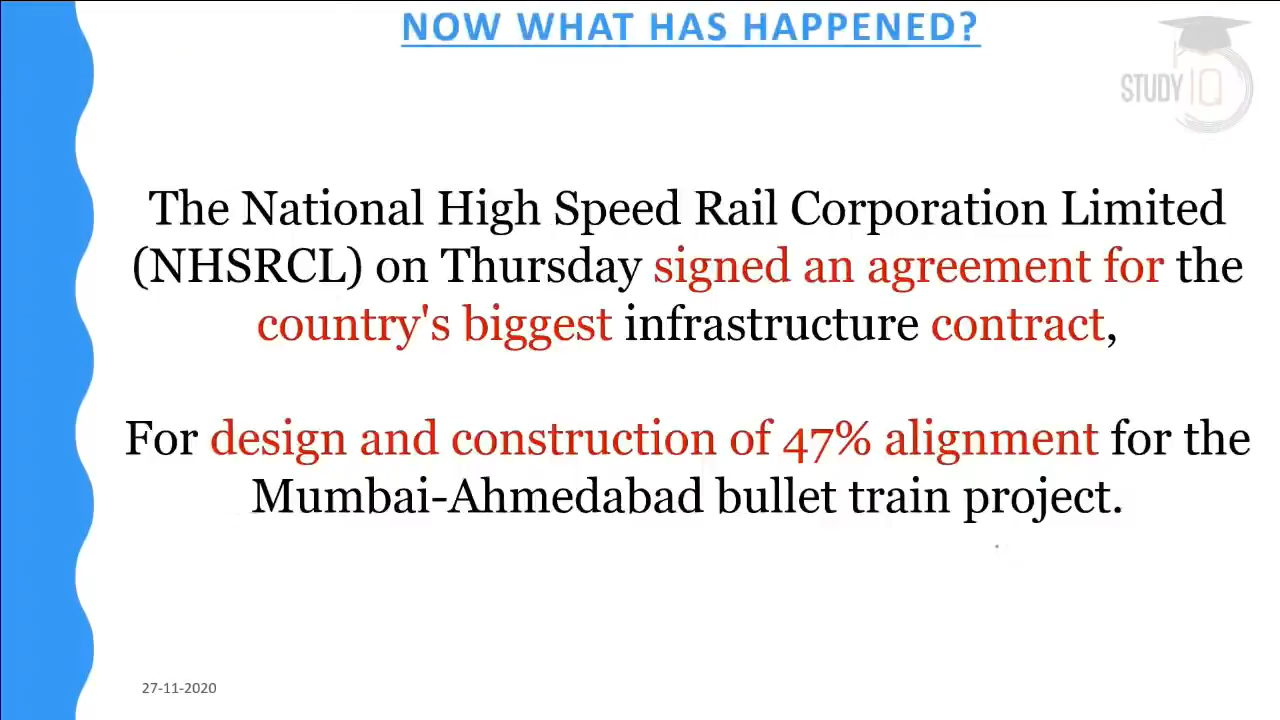 NOW WHAT HAS HAPPENED?
STUDY IQ
The National High Speed Rail Corporation Limited
(NHSRCL) on Thursday signed an agreement for the
country's biggest infrastructure contract,
For design and construction of 47% alignment for the
Mumbai-Ahmedabad bullet train project.
27-11-2020